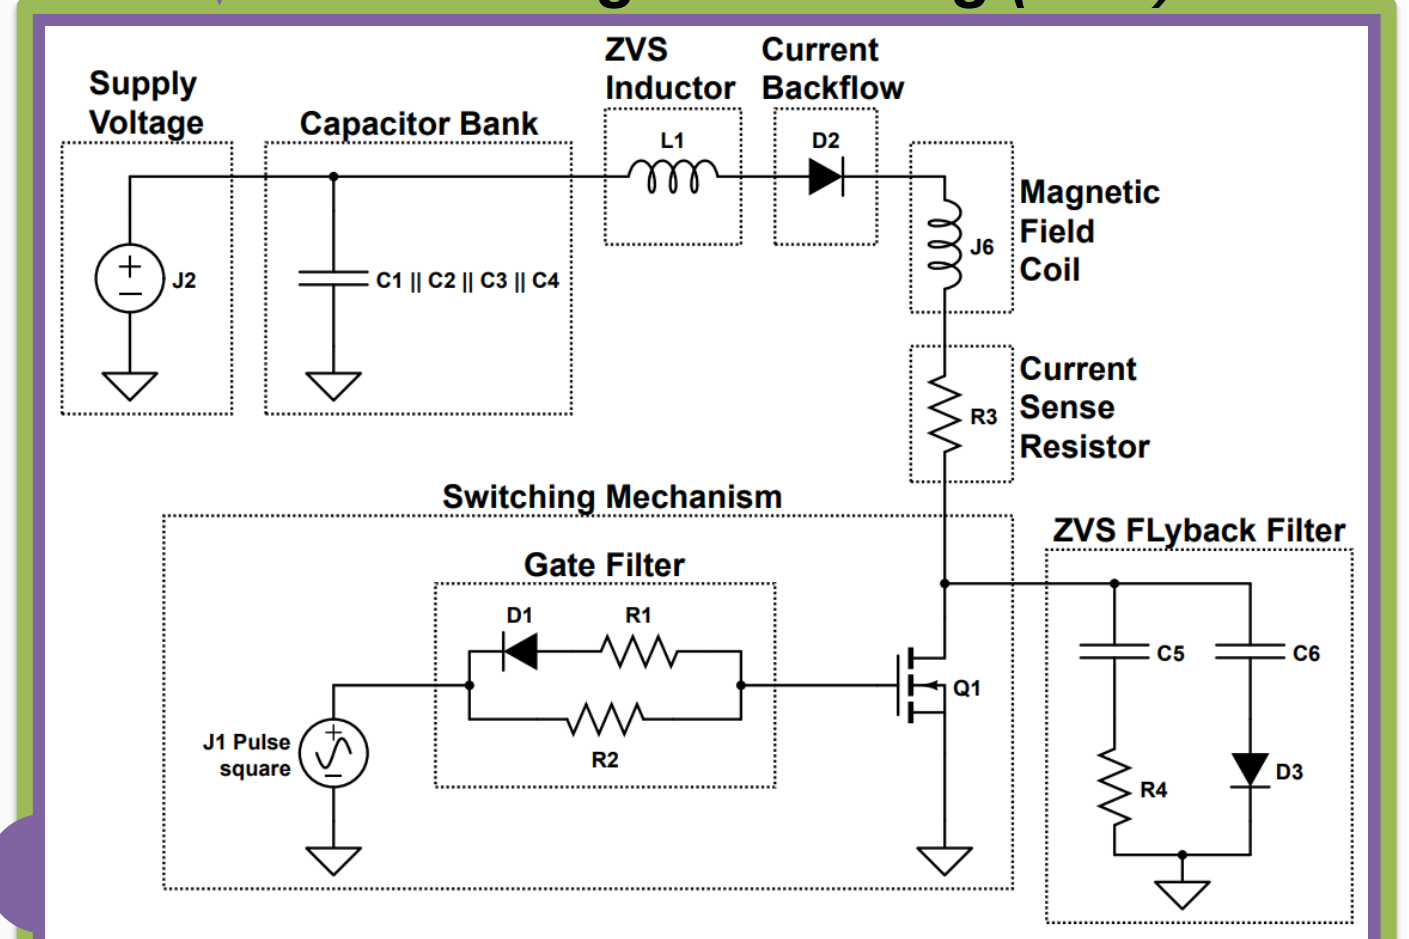 ZVS
Inductor
Current
Backflow
Supply
Voltage
Capacitor Bank
L1
D2
Magnetic
Field
Coil
J6
J2
C1 || C2 || C3 || C4
Current
Sense
Resistor
R3
Switching Mechanism
ZVS FLyback Filter
Gate Filter
D1
R1
C5
C6
Q1
J1 Pulse
square
R2
D3
R4